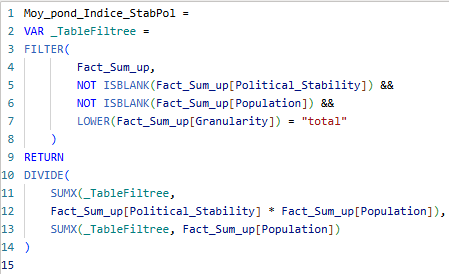 1 Moy_pond_Indice_StabPol =
2 VAR _TableFiltree =
3 FILTER(
4 Fact_Sum_up,
5 NOT ISBLANK(Fact_Sum_up[Political_Stability]) &&
6 NOT ISBLANK(Fact_Sum_up[Population]) &&
7 LOWER(Fact_Sum_up[Granularity]) = "total"
8 )
9 RETURN
10 DIVIDE(
11 SUMX(_TableFiltree,
12 Fact_Sum_up[Political_Stability] * Fact_Sum_up[Population]),
13 SUMX(_TableFiltree, Fact_Sum_up[Population])
14 )
15